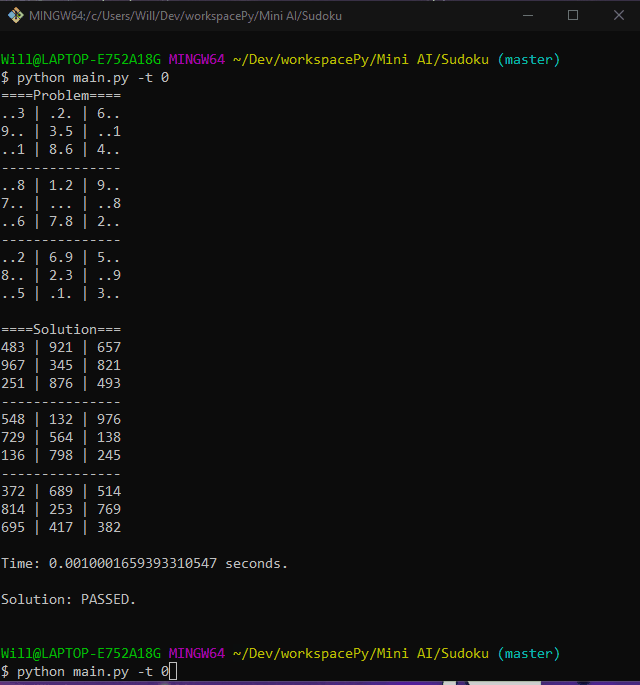 MINGW64:/c/Users/Will/Dev/workspacePy/Mini AI/Sudoku
Will@LAPTOP-E752A18G MINGW64 ~/Dev/workspacePy/Mini AI/Sudoku (master)
$ python main.py -t 0
====Problem====
..3 | .2. | 6..
9.. | 3.5 | ..1
..1 | 8.6 | 4..
---------------
..8 | 1.2 | 9..
7.. | ... | ..8
..6 | 7.8 | 2..
---------------
..2 | 6.9 | 5..
8.. | 2.3 | ..9
..5 | .1. | 3..
====Solution===
483 | 921 | 657
967 | 345 | 821
251 | 876 | 493
---------------
548 | 132 | 976
729 | 564 | 138
136 | 798 | 245
---------------
372 | 689 | 514
814 | 253 | 769
695 | 417 | 382
Time: 0.0010001659393310547 seconds.
Solution: PASSED.
Will@LAPTOP-E752A18G MINGW64 ~/Dev/workspacePy/Mini AI/Sudoku (master)
$ python main.py -t 0